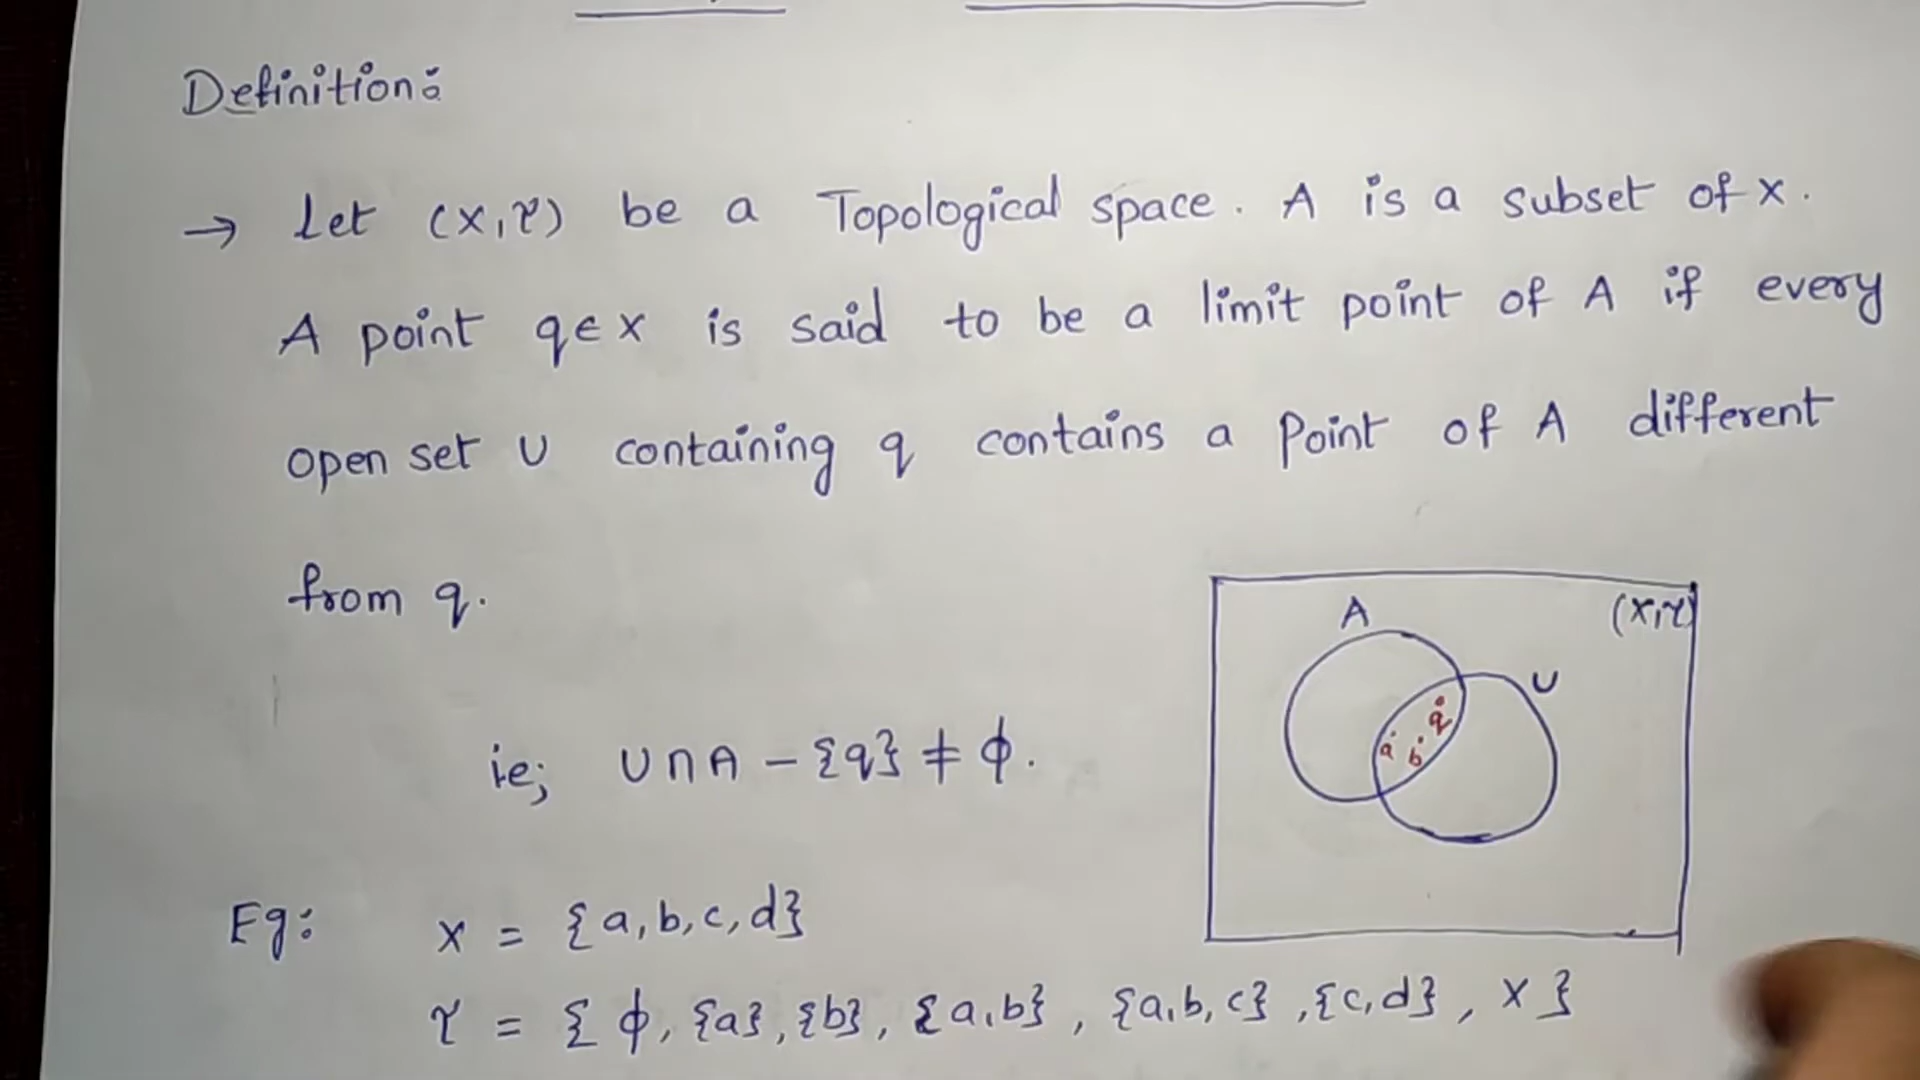 Definition:
→ Let (X,τ) be a Topological space. A is a subset of X.
A point q∈X is said to be a limit point of A if every
open set U containing q contains a Point of A different
from q.
A
(X,τ)
U
q
a b
ie; U∩A – {q} ≠ ϕ.
Eg: X = {a,b,c,d}
τ = { ϕ, {a}, {b}, {a,b}, {a,b,c}, {c,d}, X }